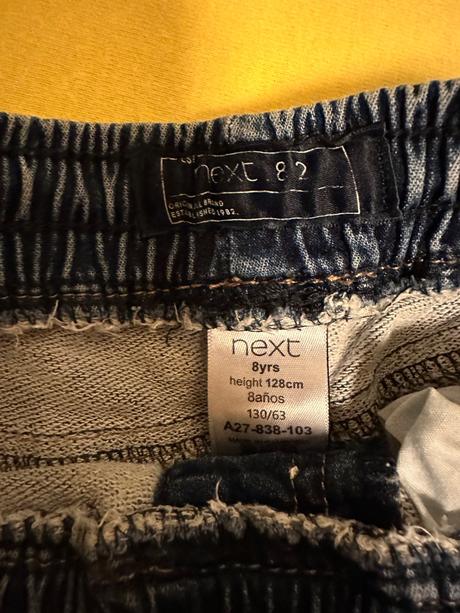 next 82
ORIGINAL BRAND
ESTABLISHED 1982.
next
8yrs
height 128cm
8años
130/63
A27-838-103